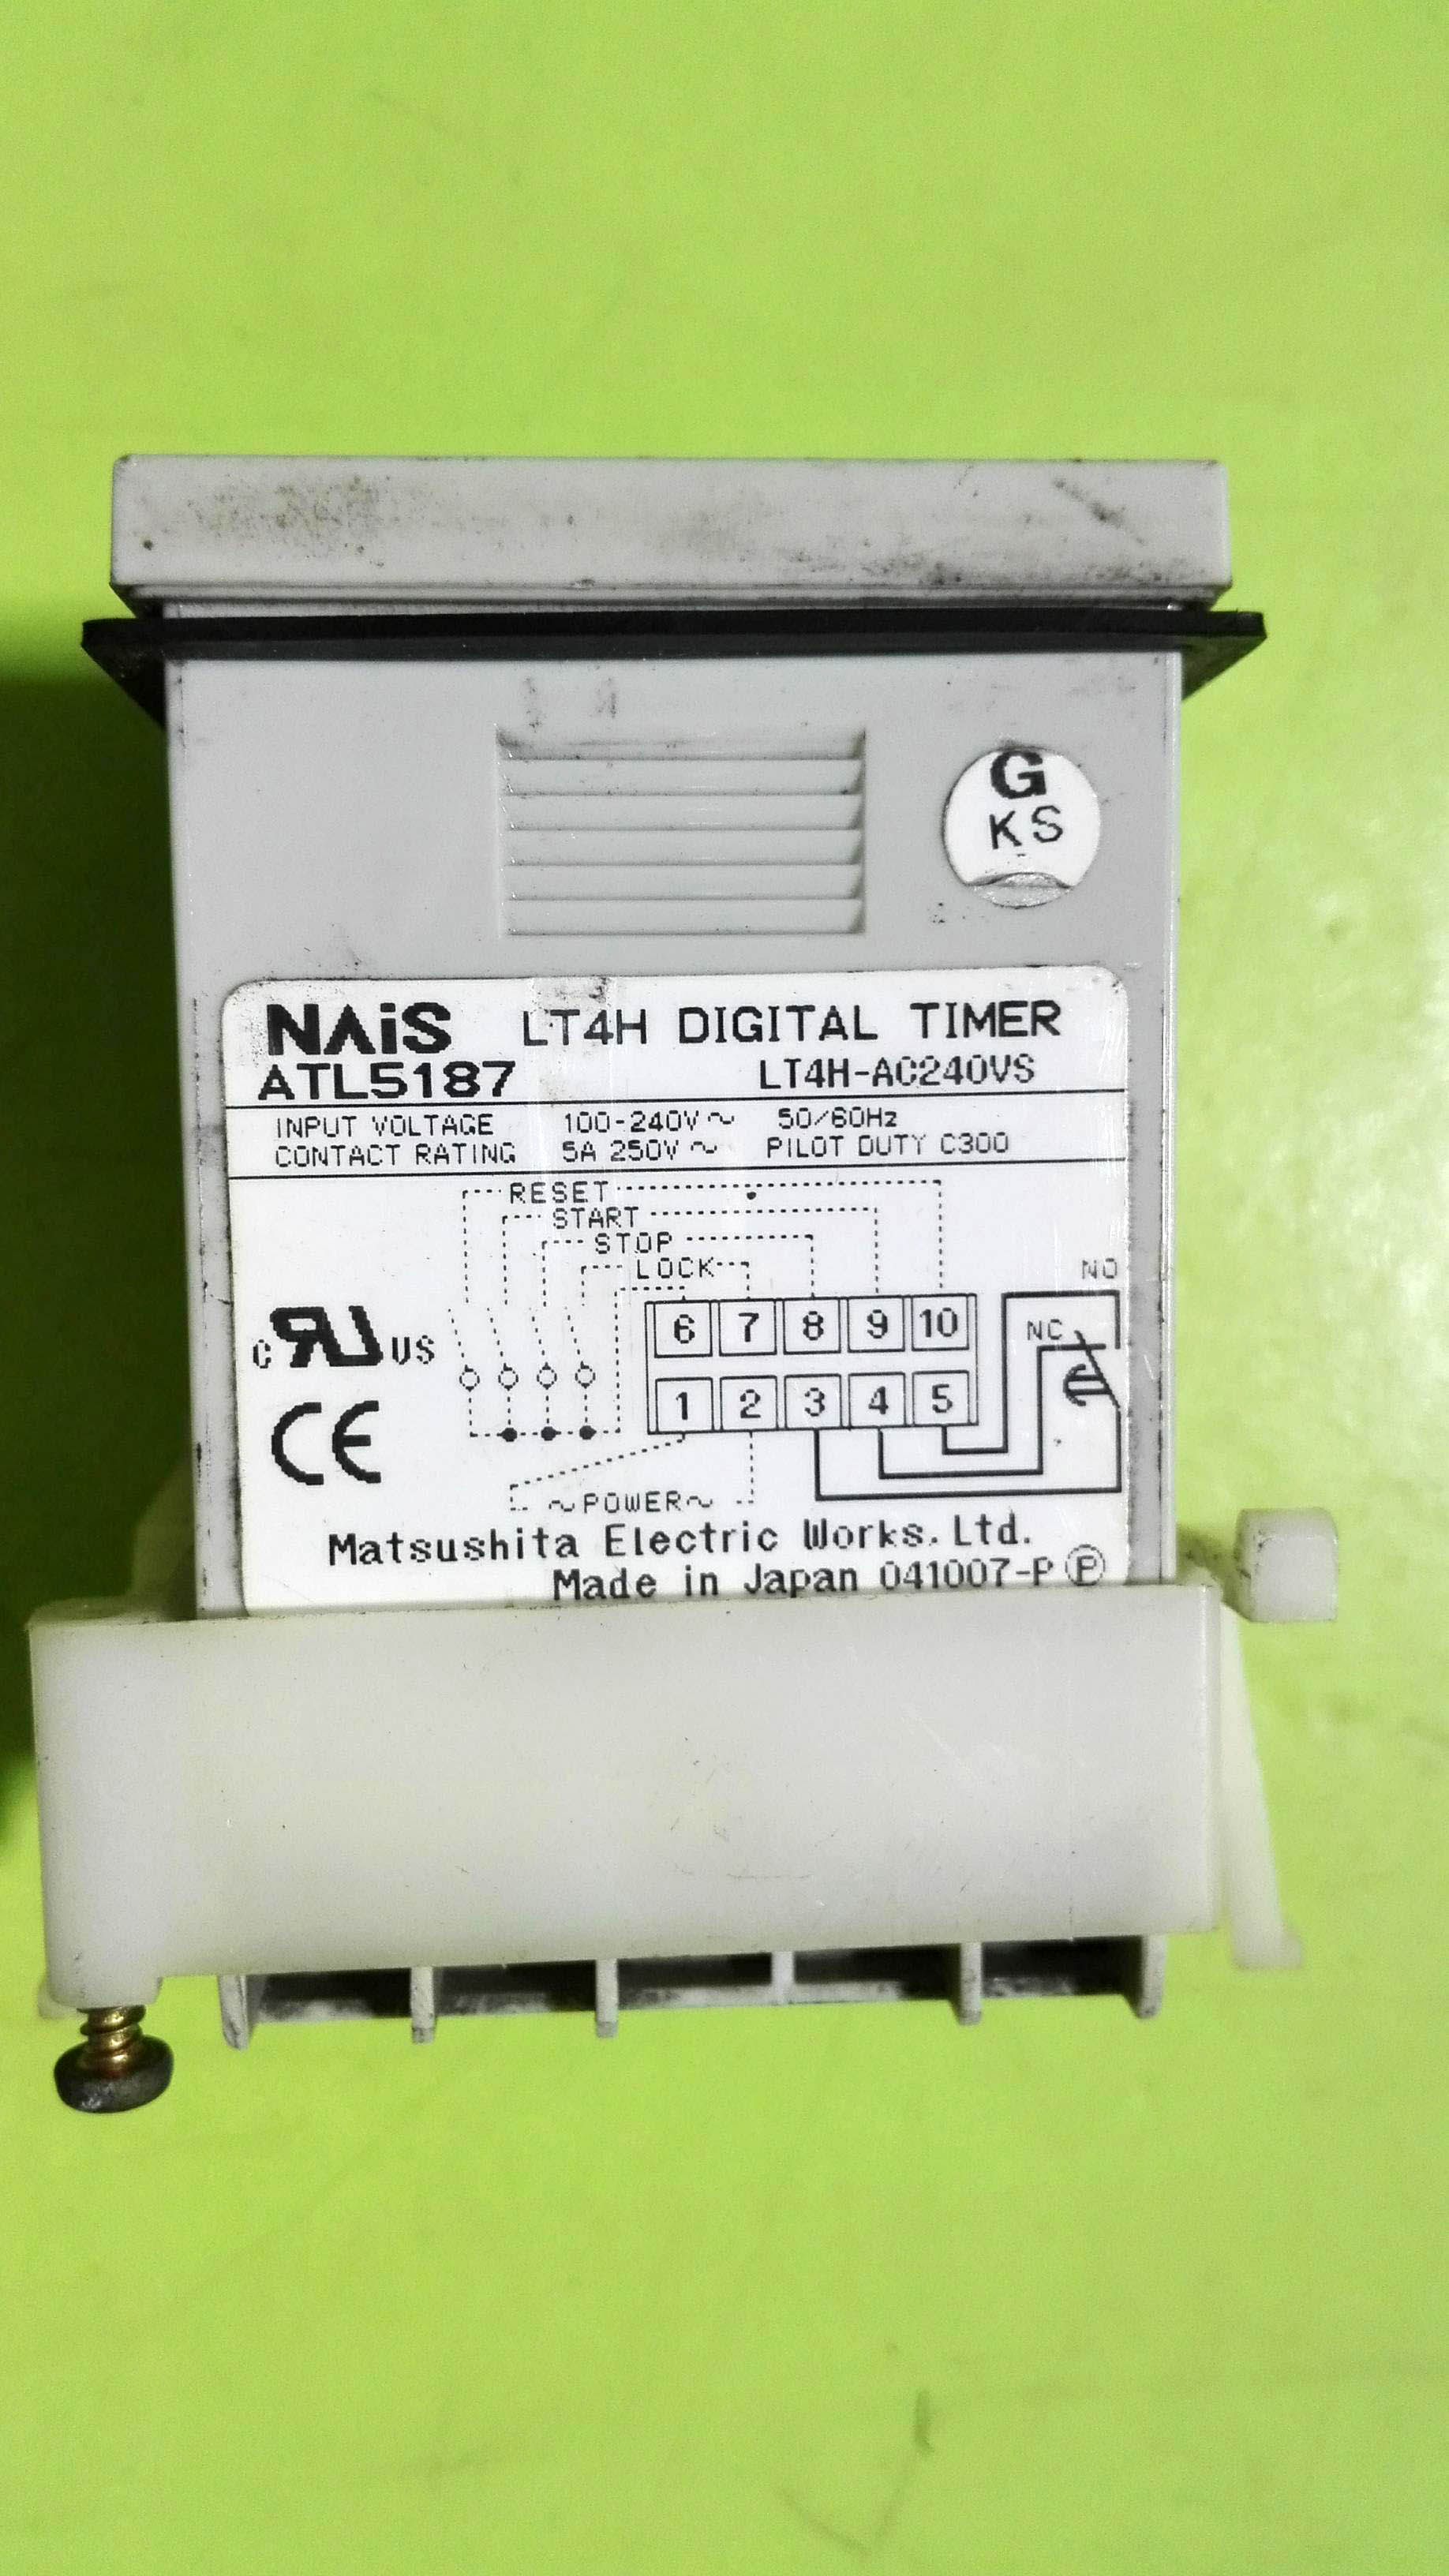 G
KS
NAiS LT4H DIGITAL TIMER
ATL5187 LT4H-AC240VS
INPUT VOLTAGE 100-240V~ 50/60Hz
CONTACT RATING 5A 250V~ PILOT DUTY C300
RESET
START
STOP
LOCK
NO
6 7 8 9 10
NC
C RU US
1 2 3 4 5
CE
~POWER~
Matsushita Electric Works, Ltd.
Made in Japan 041007-P Ⓟ